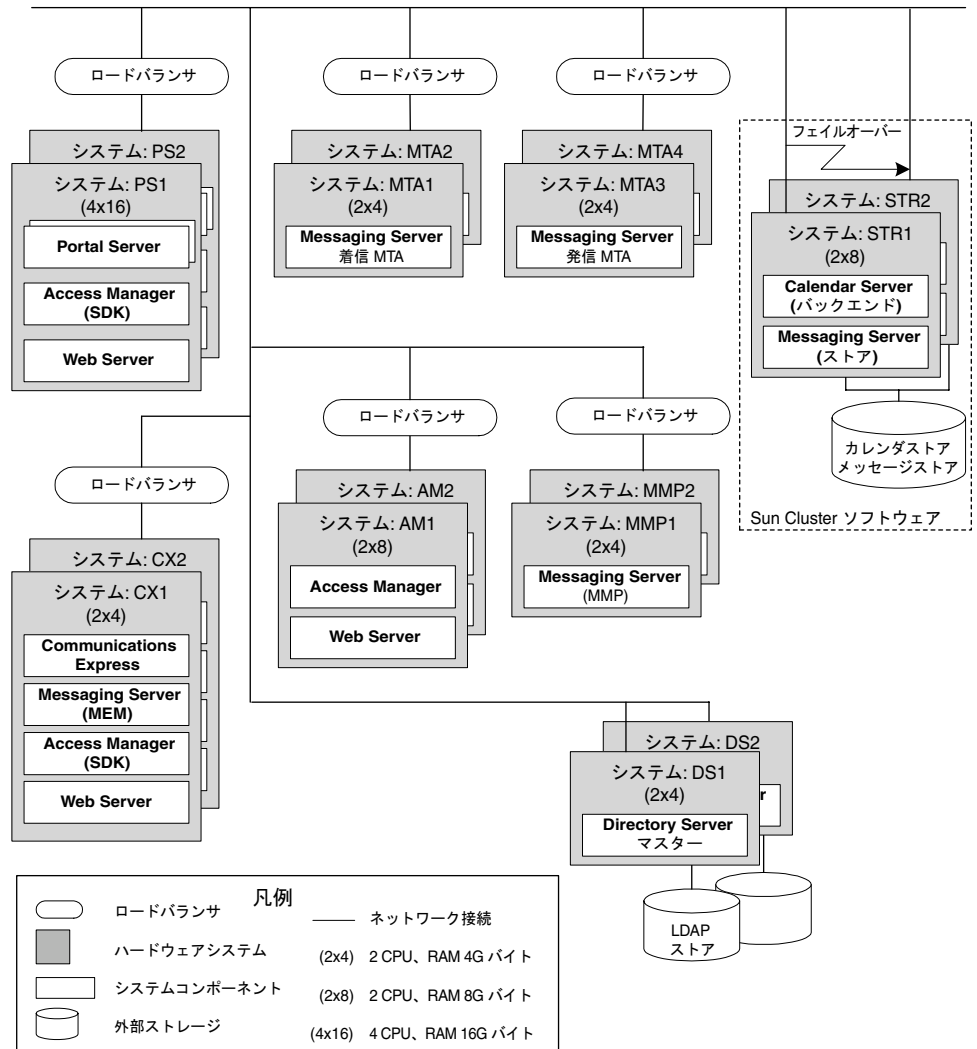 ロードバランサ
ロードバランサ
ロードバランサ
フェイルオーバー
システム: PS2
システム: PS1
(4x16)
Portal Server
Access Manager
(SDK)
Web Server
システム: MTA2
システム: MTA1
(2x4)
Messaging Server
着信 MTA
システム: MTA4
システム: MTA3
(2x4)
Messaging Server
発信 MTA
システム: STR2
システム: STR1
(2x8)
Calendar Server
(バックエンド)
Messaging Server
(ストア)
カレンダストア
メッセージストア
Sun Cluster ソフトウェア
ロードバランサ
ロードバランサ
ロードバランサ
システム: CX2
システム: CX1
(2x4)
Communications
Express
Messaging Server
(MEM)
Access Manager
(SDK)
Web Server
システム: AM2
システム: AM1
(2x8)
Access Manager
Web Server
システム: MMP2
システム: MMP1
(2x4)
Messaging Server
(MMP)
システム: DS2
システム: DS1
(2x4)
r
Directory Server
マスター
LDAP
ストア
凡例
ロードバランサ
ハードウェアシステム
システムコンポーネント
外部ストレージ
ネットワーク接続
(2x4) 2 CPU、RAM 4G バイト
(2x8) 2 CPU、RAM 8G バイト
(4x16) 4 CPU、RAM 16G バイト